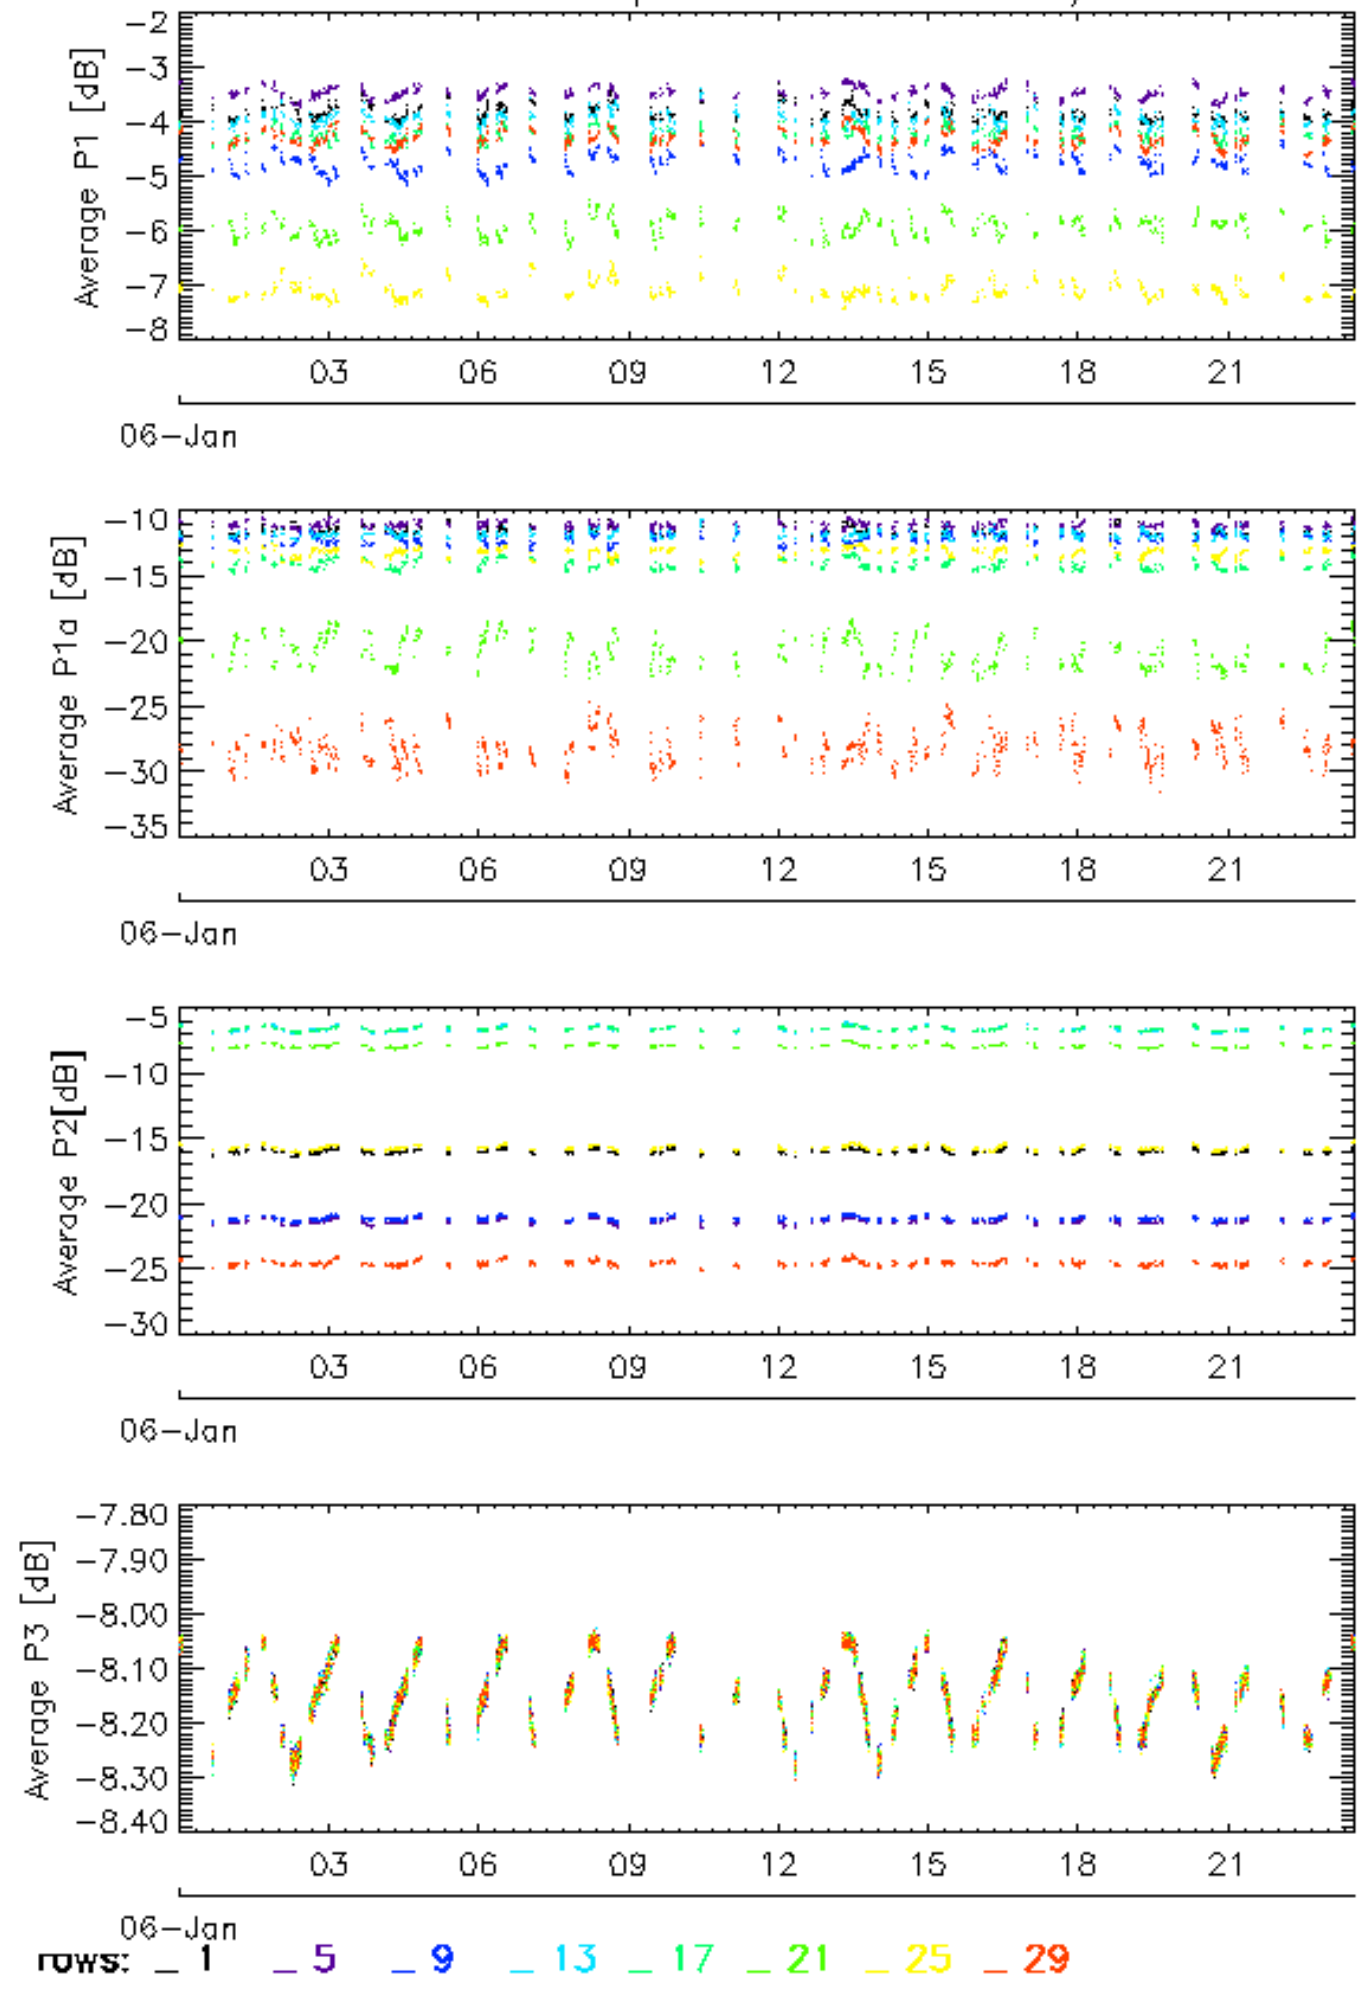 Average P1 [dB]
−2
−3
−4
−5
−6
−7
−8
03 06 09 12 15 18 21
06−Jan
Average P1a [dB]
−10
−15
−20
−25
−30
−35
03 06 09 12 15 18 21
06−Jan
Average P2[dB]
−5
−10
−15
−20
−25
−30
03 06 09 12 15 18 21
06−Jan
Average P3 [dB]
−7.80
−7.90
−8.00
−8.10
−8.20
−8.30
−8.40
03 06 09 12 15 18 21
06−Jan
rows: _ 1 _ 5 _ 9 _ 13 _ 17 _ 21 _ 25 _ 29